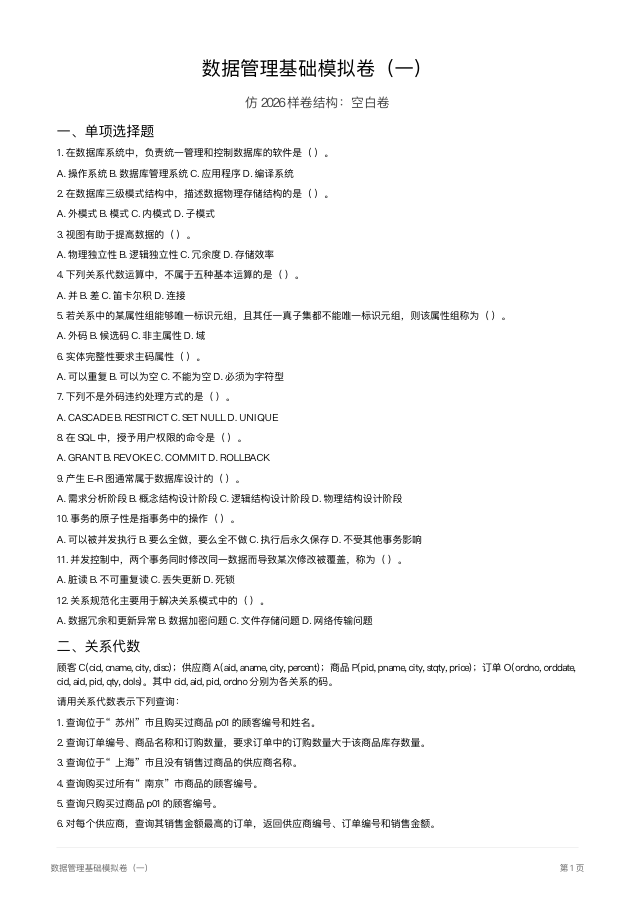 数据管理基础模拟卷（一）
仿 2026 样卷结构：空白卷
一、单项选择题
1. 在数据库系统中，负责统一管理和控制数据库的软件是（ ）。
A. 操作系统 B. 数据库管理系统 C. 应用程序 D. 编译系统
2. 在数据库三级模式结构中，描述数据物理存储结构的是（ ）。
A. 外模式 B. 模式 C. 内模式 D. 子模式
3. 视图有助于提高数据的（ ）。
A. 物理独立性 B. 逻辑独立性 C. 冗余度 D. 存储效率
4. 下列关系代数运算中，不属于五种基本运算的是（ ）。
A. 并 B. 差 C. 笛卡尔积 D. 连接
5. 若关系中的某属性组能够唯一标识元组，且其任一真子集都不能唯一标识元组，则该属性组称为（ ）。
A. 外码 B. 候选码 C. 非主属性 D. 域
6. 实体完整性要求主码属性（ ）。
A. 可以重复 B. 可以为空 C. 不能为空 D. 必须为字符型
7. 下列不是外码违约处理方式的是（ ）。
A. CASCADE B. RESTRICT C. SET NULL D. UNIQUE
8. 在 SQL 中，授予用户权限的命令是（ ）。
A. GRANT B. REVOKE C. COMMIT D. ROLLBACK
9. 产生 E-R 图通常属于数据库设计的（ ）。
A. 需求分析阶段 B. 概念结构设计阶段 C. 逻辑结构设计阶段 D. 物理结构设计阶段
10. 事务的原子性是指事务中的操作（ ）。
A. 可以被并发执行 B. 要么全做，要么全不做 C. 执行后永久保存 D. 不受其他事务影响
11. 并发控制中，两个事务同时修改同一数据而导致某次修改被覆盖，称为（ ）。
A. 脏读 B. 不可重复读 C. 丢失更新 D. 死锁
12. 关系规范化主要用于解决关系模式中的（ ）。
A. 数据冗余和更新异常 B. 数据加密问题 C. 文件存储问题 D. 网络传输问题
二、关系代数
顾客 C(cid, cname, city, disc)；供应商 A(aid, aname, city, percent)；商品 P(pid, pname, city, stqty, price)；订单 O(ordno, orddate,
cid, aid, pid, qty, dols)。其中 cid, aid, pid, ordno 分别为各关系的码。
请用关系代数表示下列查询：
1. 查询位于“苏州”市且购买过商品 p01 的顾客编号和姓名。
2. 查询订单编号、商品名称和订购数量，要求订单中的订购数量大于该商品库存数量。
3. 查询位于“上海”市且没有销售过商品的供应商名称。
4. 查询购买过所有“南京”市商品的顾客编号。
5. 查询只购买过商品 p01 的顾客编号。
6. 对每个供应商，查询其销售金额最高的订单，返回供应商编号、订单编号和销售金额。
数据管理基础模拟卷（一） 第 1 页